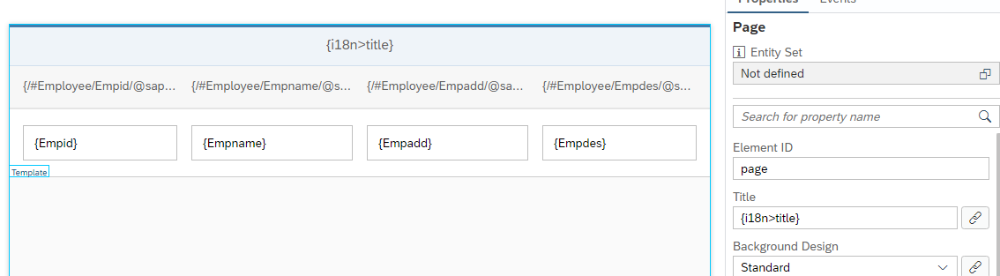 Properties Events
{i18n>title}
Page
Entity Set
Not defined
{/#Employee/Empid/@sap... {/#Employee/Empname/@s... {/#Employee/Empadd/@sa... {/#Employee/Empdes/@s...
Search for property name
{Empid} {Empname} {Empadd} {Empdes}
Template
Element ID
page
Title
{i18n>title}
Background Design
Standard